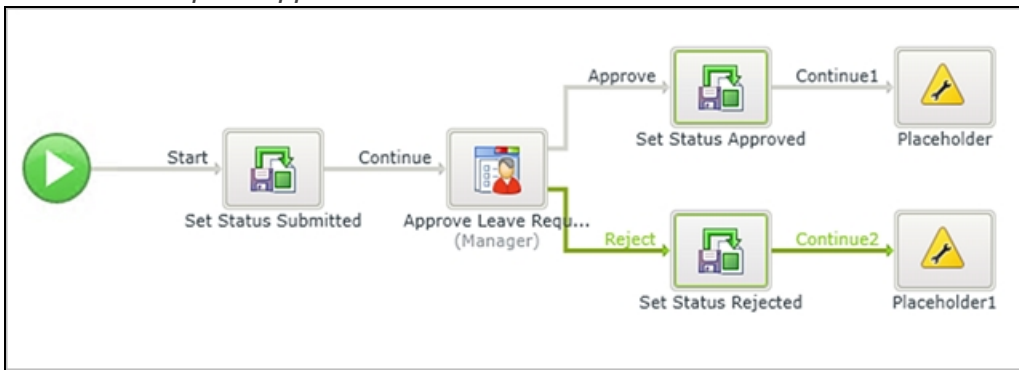 Approve
Continue1
Set Status Approved
Placeholder
Start
Continue
Set Status Submitted
Approve Leave Requ...
(Manager)
Reject
Continue2
Set Status Rejected
Placeholder1